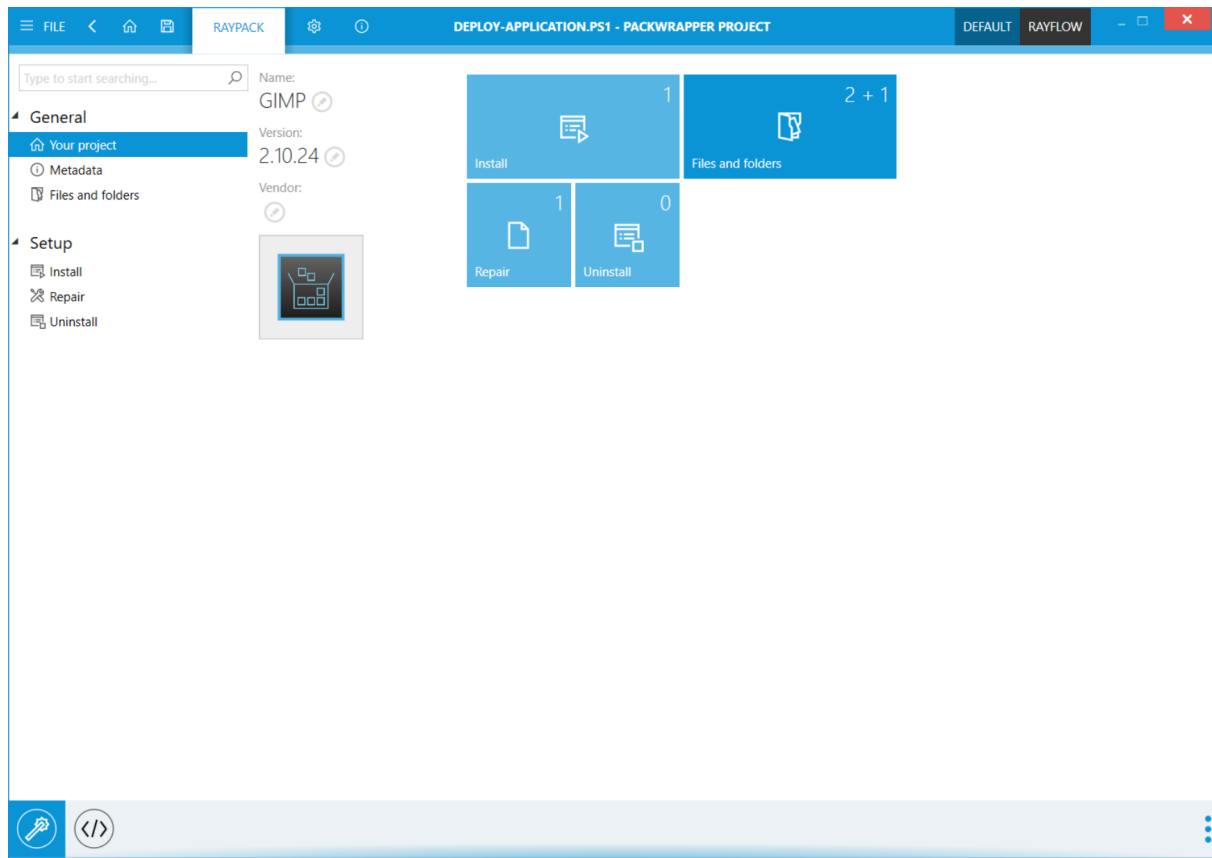 FILE
RAYPACK
DEPLOY-APPLICATION.PS1 - PACKWRAPPER PROJECT
DEFAULT
RAYFLOW
Type to start searching...
General
Your project
Metadata
Files and folders
Setup
Install
Repair
Uninstall
Name:
GIMP
Version:
2.10.24
Vendor:
1
Install
2 + 1
Files and folders
1
Repair
0
Uninstall